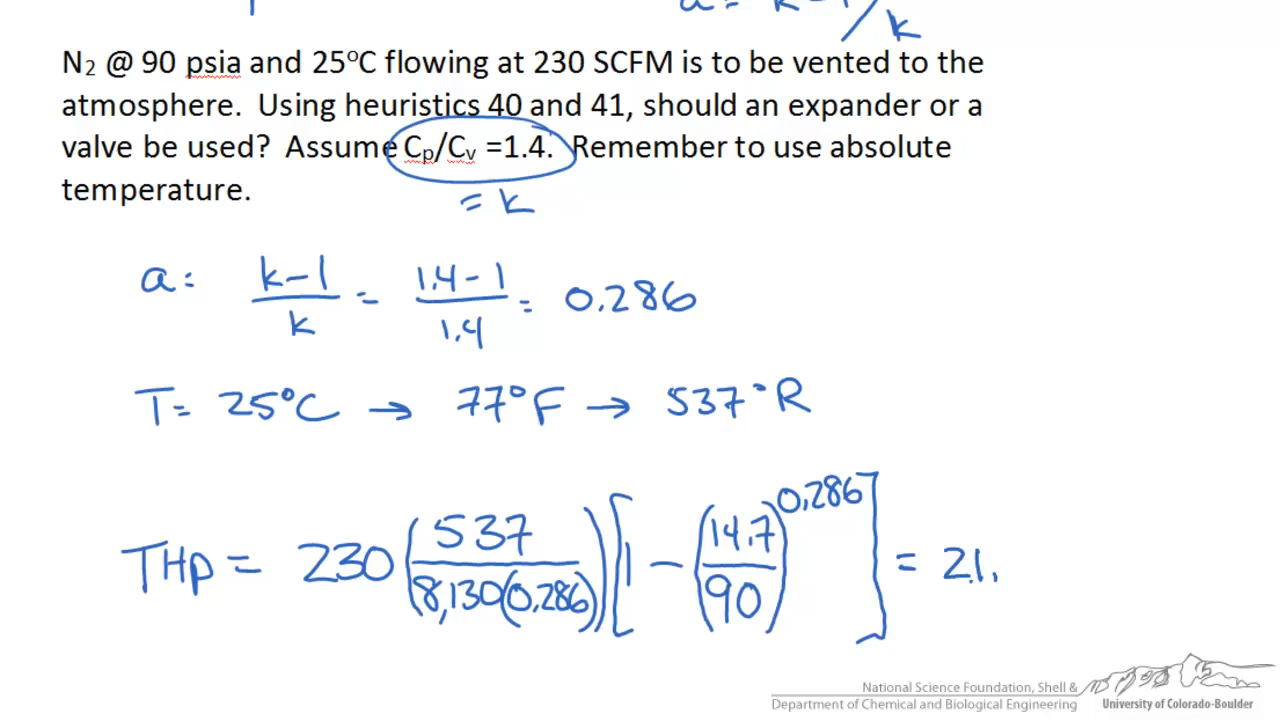 a = k-1/k
N₂ @ 90 psia and 25°C flowing at 230 SCFM is to be vented to the
atmosphere. Using heuristics 40 and 41, should an expander or a
valve be used? Assume Cp/Cv =1.4. Remember to use absolute
temperature.
= k
a = (k-1)/k = (1.4-1)/1.4 = 0.286
T= 25°C → 77°F → 537°R
THp = 230 (537/8,130(0.286)) [1 - (14.7/90)^0.286] = 21.
National Science Foundation, Shell &
Department of Chemical and Biological Engineering
University of Colorado-Boulder